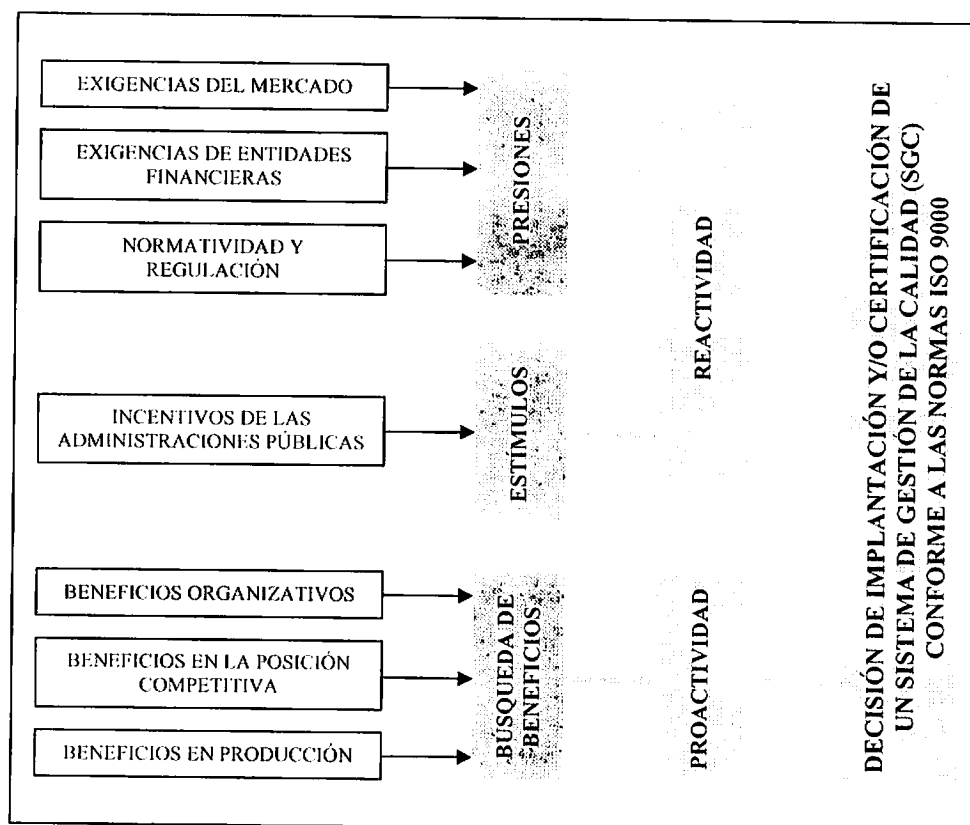 EXIGENCIAS DEL MERCADO
EXIGENCIAS DE ENTIDADES
FINANCIERAS
NORMATIVIDAD Y
REGULACIÓN
PRESIONES
INCENTIVOS DE LAS
ADMINISTRACIONES PÚBLICAS
ESTÍMULOS
REACTIVIDAD
BENEFICIOS ORGANIZATIVOS
BENEFICIOS EN LA POSICIÓN
COMPETITIVA
BENEFICIOS EN PRODUCCIÓN
BUSQUEDA DE
BENEFICIOS
PROACTIVIDAD
DECISIÓN DE IMPLANTACIÓN Y/O CERTIFICACIÓN DE
UN SISTEMA DE GESTIÓN DE LA CALIDAD (SGC)
CONFORME A LAS NORMAS ISO 9000